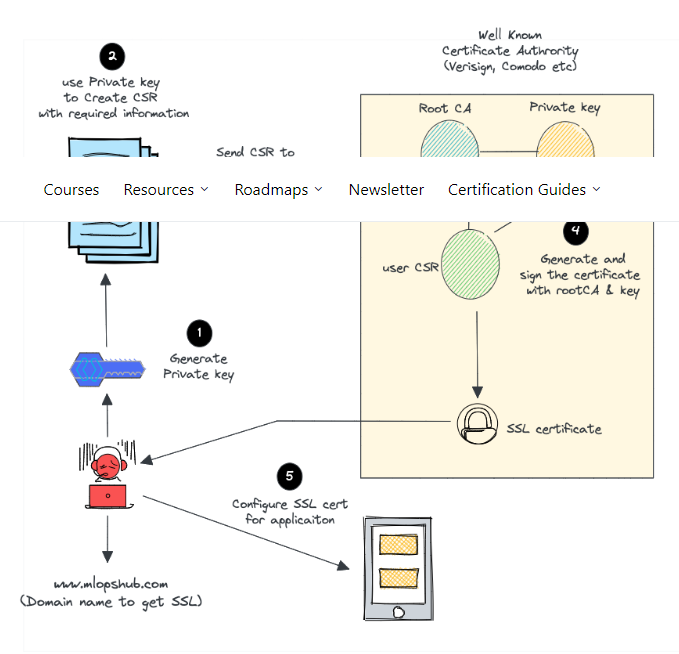 Well Known
Certificate Authrority
(Verisign, Comodo etc)
2
use Private key
to Create CSR
with required information
Root CA
Private key
Send CSR to
Courses
Resources
Roadmaps
Newsletter
Certification Guides
4
user CSR
Generate and
sign the certificate
with rootCA & key
1
Generate
Private key
SSL certificate
5
Configure SSL cert
for applicaiton
www.mlopshub.com
(Domain name to get SSL)